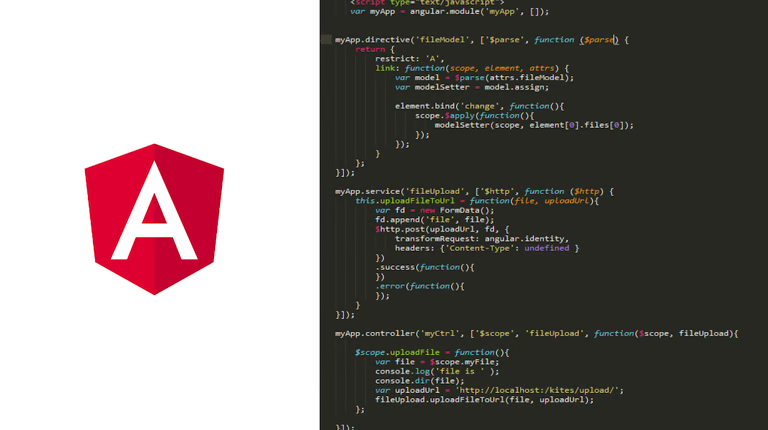 A
<script type="text/javascript">
var myApp = angular.module('myApp', []);
myApp.directive('fileModel', ['$parse', function ($parse) {
return {
restrict: 'A',
link: function(scope, element, attrs) {
var model = $parse(attrs.fileModel);
var modelSetter = model.assign;
element.bind('change', function(){
scope.$apply(function(){
modelSetter(scope, element[0].files[0]);
});
});
}
};
}]);
myApp.service('fileUpload', ['$http', function ($http) {
this.uploadFileToUrl = function(file, uploadUrl){
var fd = new FormData();
fd.append('file', file);
$http.post(uploadUrl, fd, {
transformRequest: angular.identity,
headers: {'Content-Type': undefined }
})
.success(function(){
})
.error(function(){
});
}
}]);
myApp.controller('myCtrl', ['$scope', 'fileUpload', function($scope, fileUpload){
$scope.uploadFile = function(){
var file = $scope.myFile;
console.log('file is ' );
console.dir(file);
var uploadUrl = 'http://localhost:/kites/upload/';
fileUpload.uploadFileToUrl(file, uploadUrl);
};
}]);